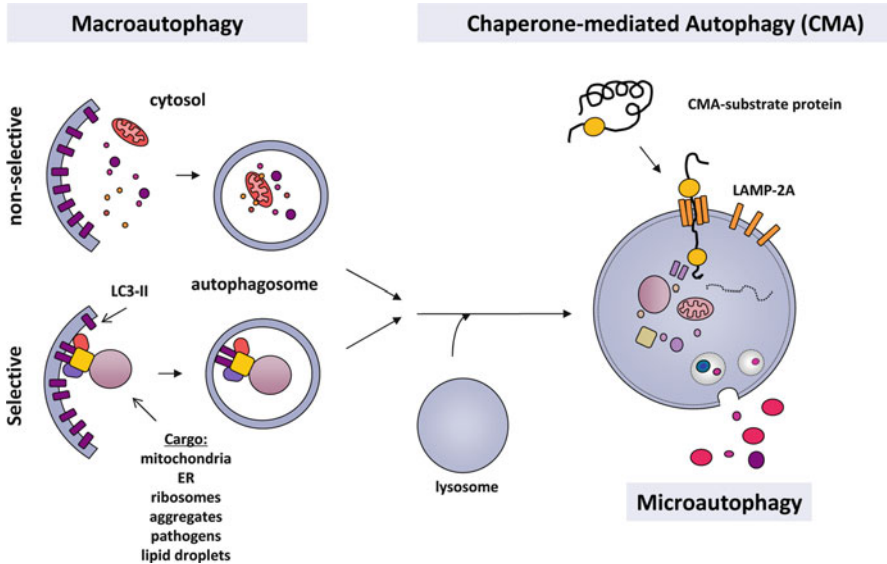 Macroautophagy
Chaperone-mediated Autophagy (CMA)
non-selective
cytosol
CMA-substrate protein
LAMP-2A
autophagosome
LC3-II
Selective
Cargo:
mitochondria
ER
ribosomes
aggregates
pathogens
lipid droplets
lysosome
Microautophagy